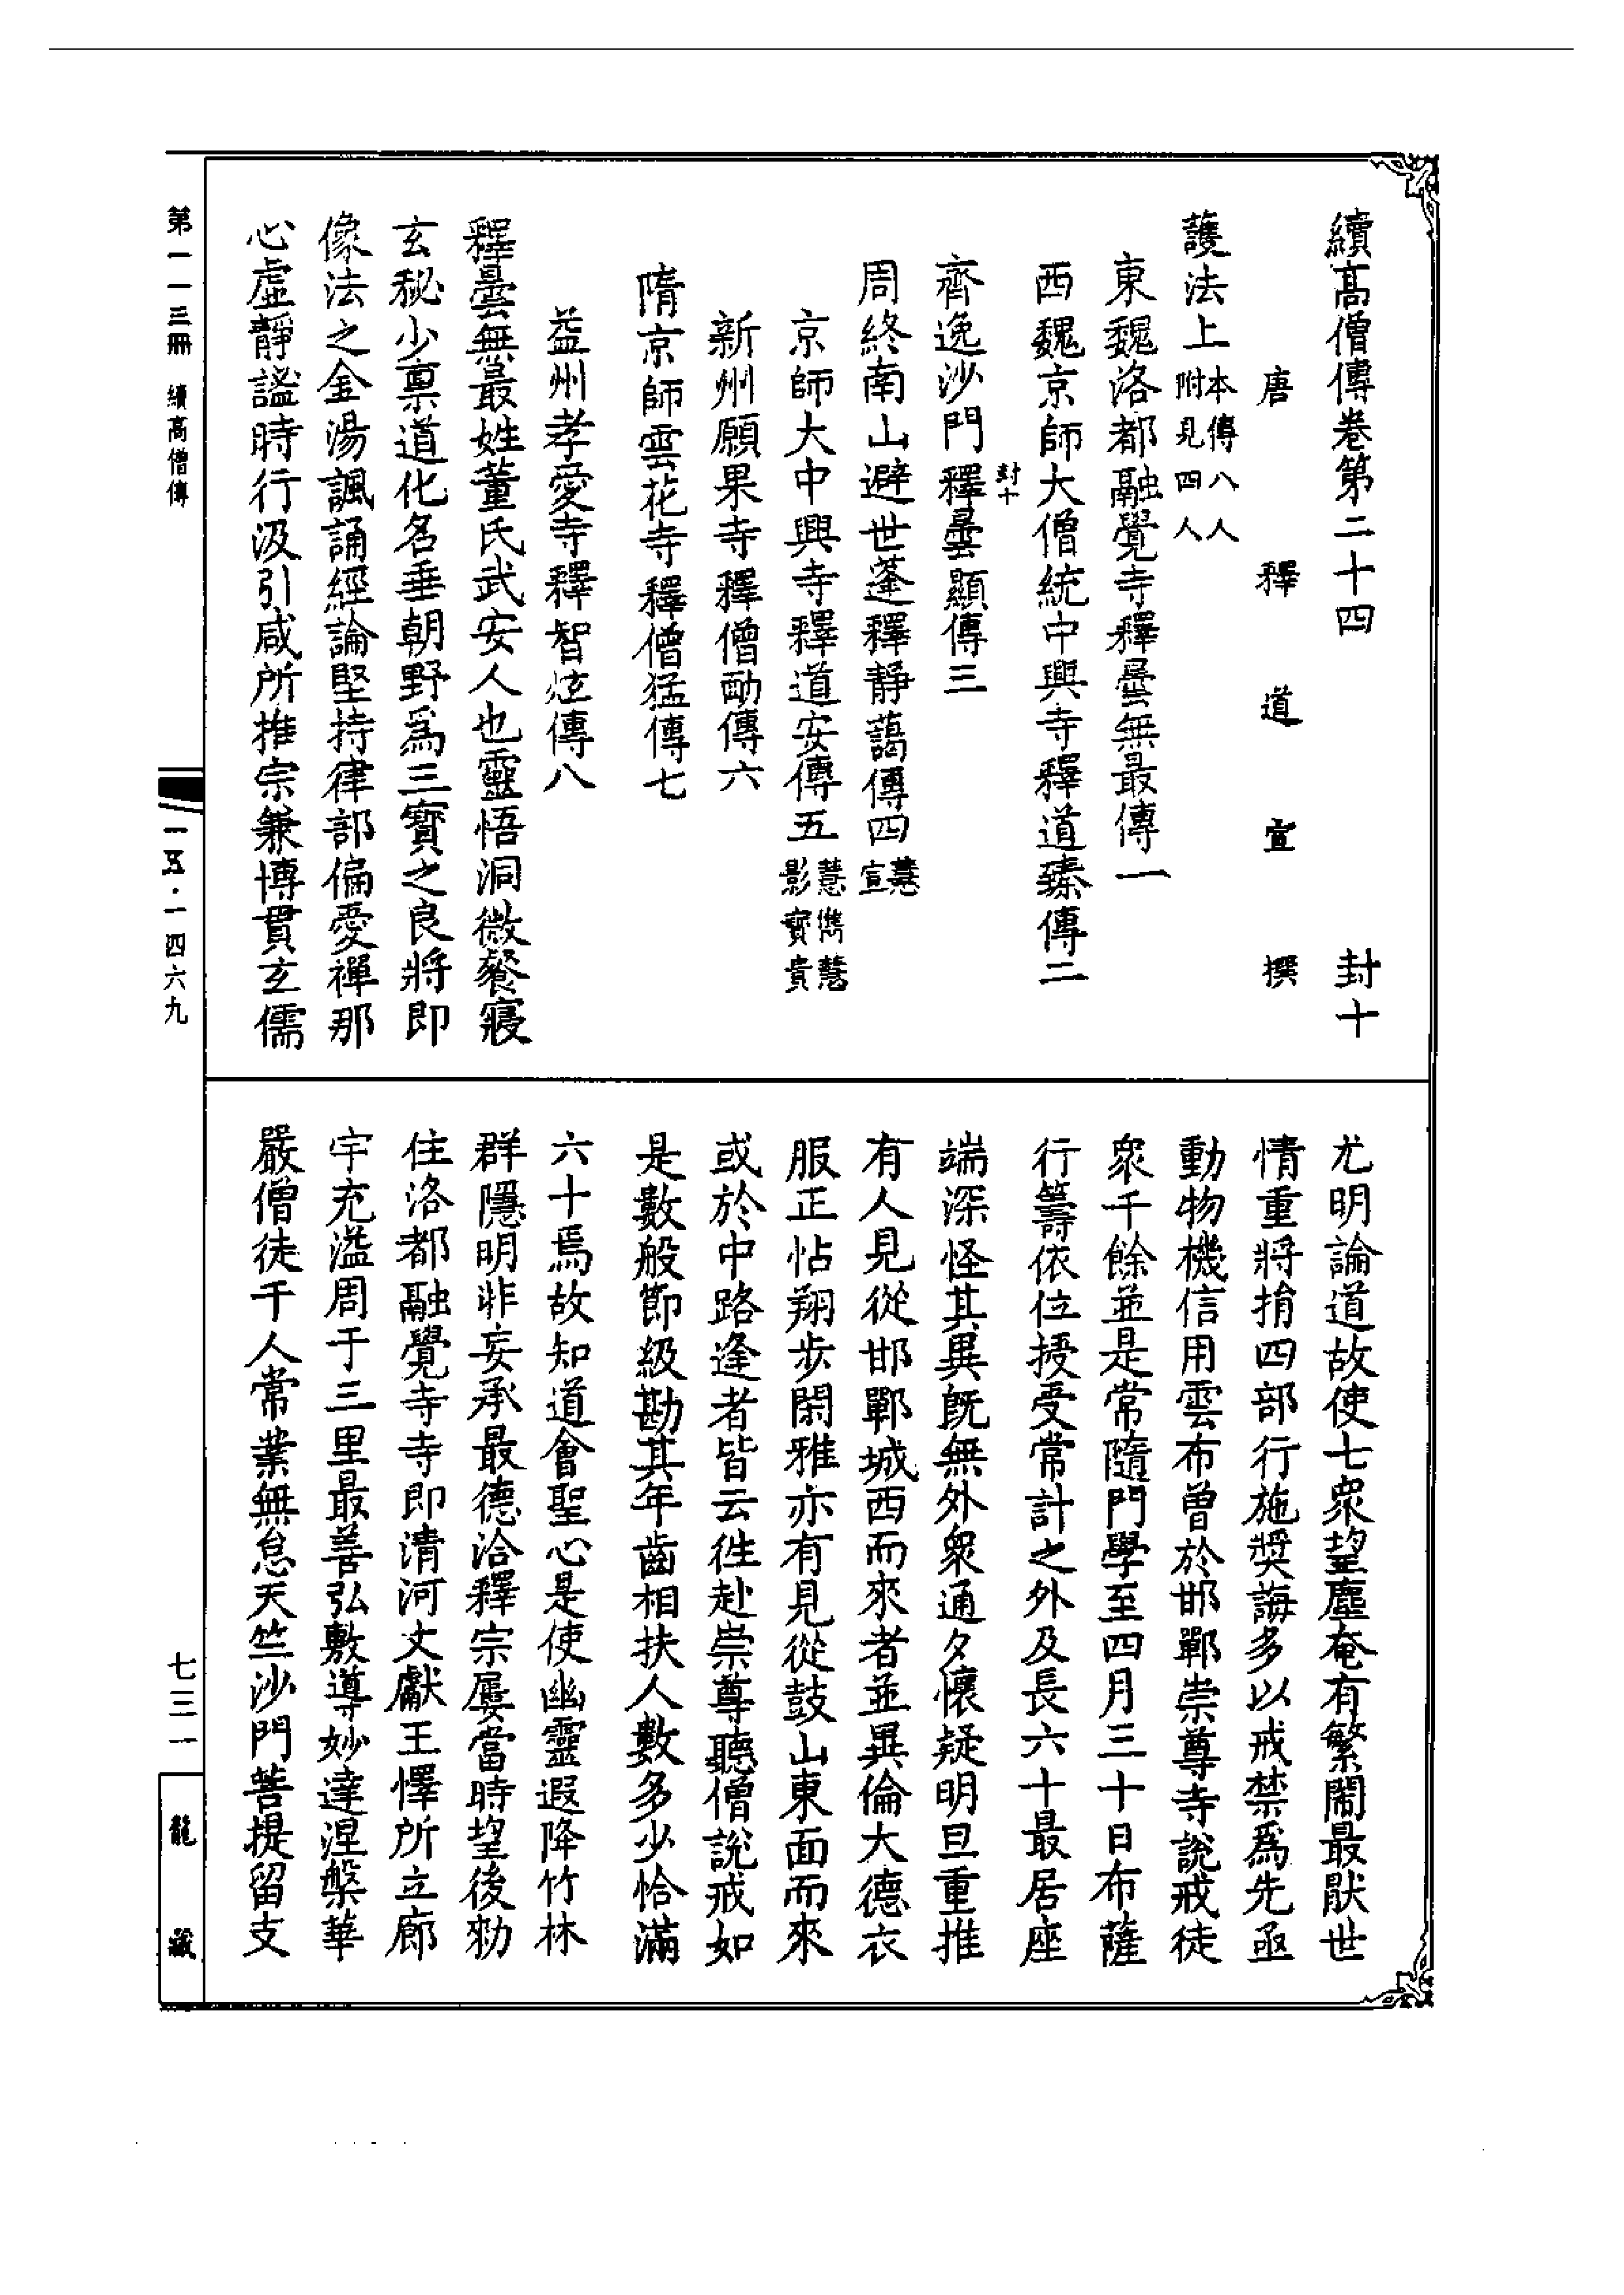 續高僧傳卷第二十四　封十
唐釋道宣撰
護法上本傳八人附見四人
東魏洛都融覺寺釋曇無最傳一
西魏京師大僧統中興寺釋道臻傳二
封十
齊逸沙門釋曇顯傳三
周終南山避世蓬釋靜藹傳四慧宣
京師大中興寺釋道安傳五慧儁慧影寳貴
新州願果寺釋僧勔傳六
隋京師雲花寺釋僧猛傳七
益州孝愛寺釋智炫傳八
釋曇無最姓董氏武安人也靈悟洞微餐寢
玄秘少稟道化名垂朝野爲三寳之良將即
像法之金湯諷誦經論堅持律部偏愛禪那
心虛靜謐時行汲引咸所推宗兼博貫玄儒
尤明論道故使七衆望塵奄有繁閙最猒世
情重將捐四部行施奬誨多以戒禁爲先亟
動物機信用雲布曾於邯鄲崇尊寺說戒徒
衆千餘並是常隨門學至四月三十日布薩
行籌依位授受常計之外及長六十最居座
端深怪其異旣無外衆通夕懷疑明旦重推
有人見從邯鄲城西而來者並異倫大德衣
服正帖翔步閑雅亦有見從鼓山東面而來
或於中路逢者皆云徃赴崇尊聽僧說戒如
是數般節級勘其年齒相扶人數多少恰滿
六十焉故知道會聖心是使幽靈遐降竹林
群隱明非妄承最德洽釋宗屢當時望後勑
住洛都融覺寺寺即清河文獻王懌所立廊
宇充溢周于三里最善弘敷導妙達涅槃華
嚴僧徒千人常業無怠天竺沙門菩提留支
第一一三冊　續高僧傳
一五·一四六九
七三一
龍藏